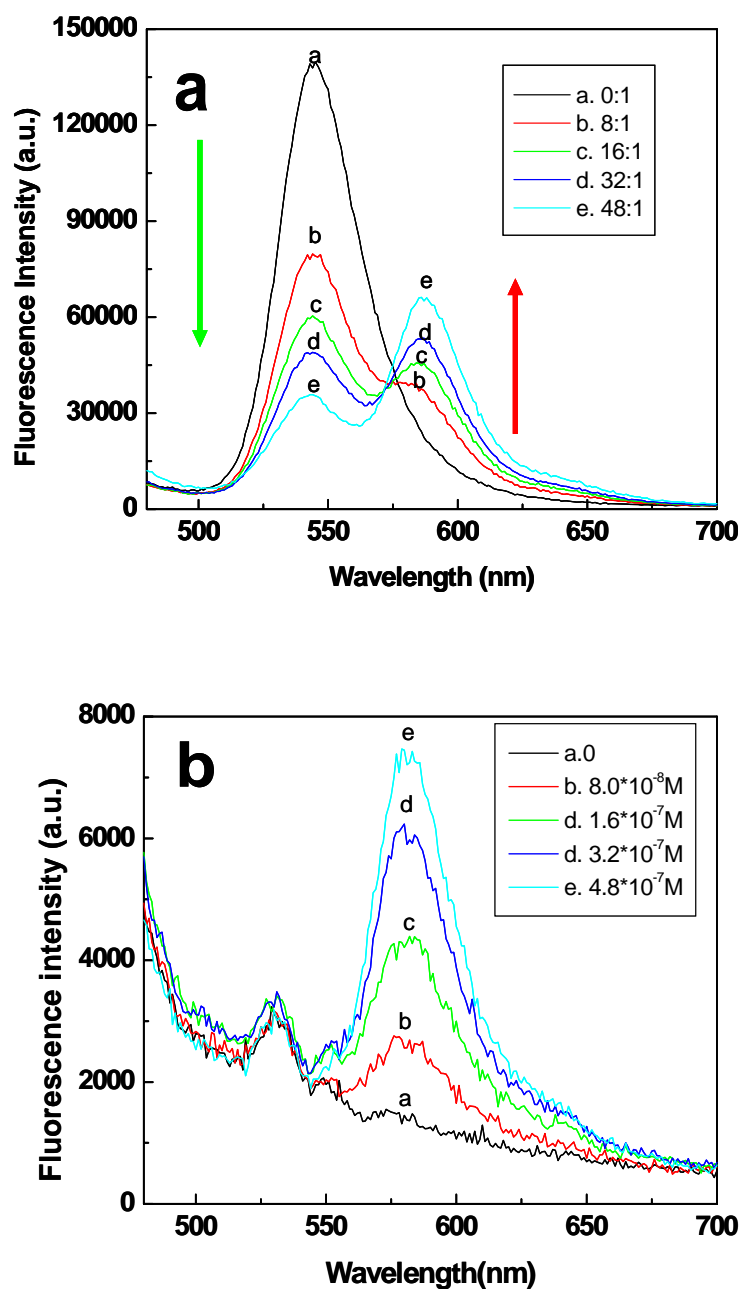 a
Fluorescence Intensity (a.u.)
150000
120000
90000
60000
30000
0
a
b
c
d
e
e
d
c
b
a. 0:1
b. 8:1
c. 16:1
d. 32:1
e. 48:1
500 550 600 650 700
Wavelength (nm)
b
Fluorescence intensity (a.u.)
8000
6000
4000
2000
0
e
d
c
b
a
a.0
b. 8.0*10⁻⁸M
d. 1.6*10⁻⁷M
d. 3.2*10⁻⁷M
e. 4.8*10⁻⁷M
500 550 600 650 700
Wavelength(nm)